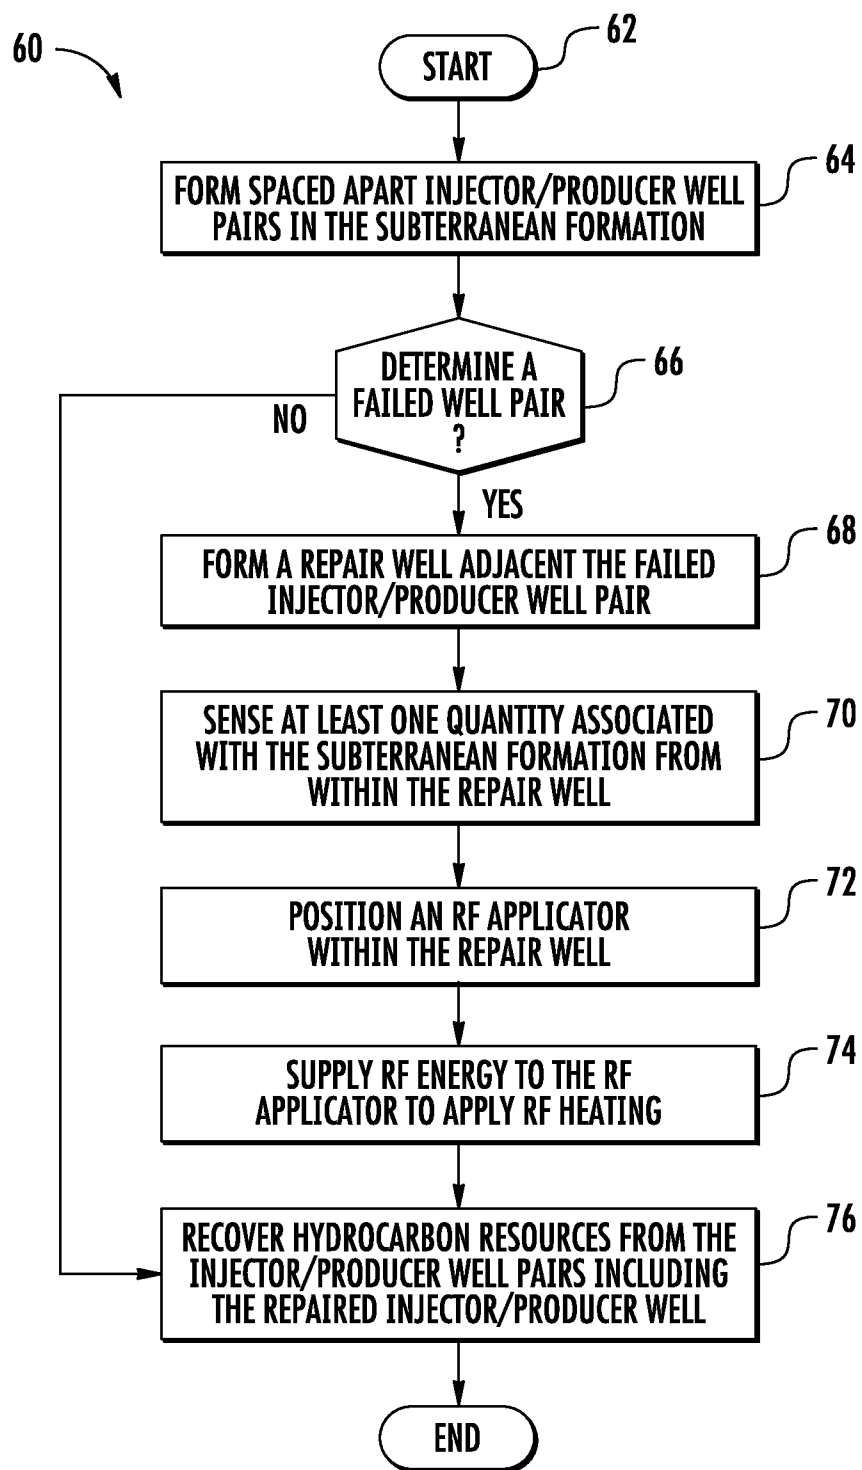 60
START
62
64
FORM SPACED APART INJECTOR/PRODUCER WELL
PAIRS IN THE SUBTERRANEAN FORMATION
DETERMINE A
FAILED WELL PAIR
?
66
NO
YES
68
FORM A REPAIR WELL ADJACENT THE FAILED
INJECTOR/PRODUCER WELL PAIR
70
SENSE AT LEAST ONE QUANTITY ASSOCIATED
WITH THE SUBTERRANEAN FORMATION FROM
WITHIN THE REPAIR WELL
72
POSITION AN RF APPLICATOR
WITHIN THE REPAIR WELL
74
SUPPLY RF ENERGY TO THE RF
APPLICATOR TO APPLY RF HEATING
76
RECOVER HYDROCARBON RESOURCES FROM THE
INJECTOR/PRODUCER WELL PAIRS INCLUDING
THE REPAIRED INJECTOR/PRODUCER WELL
END